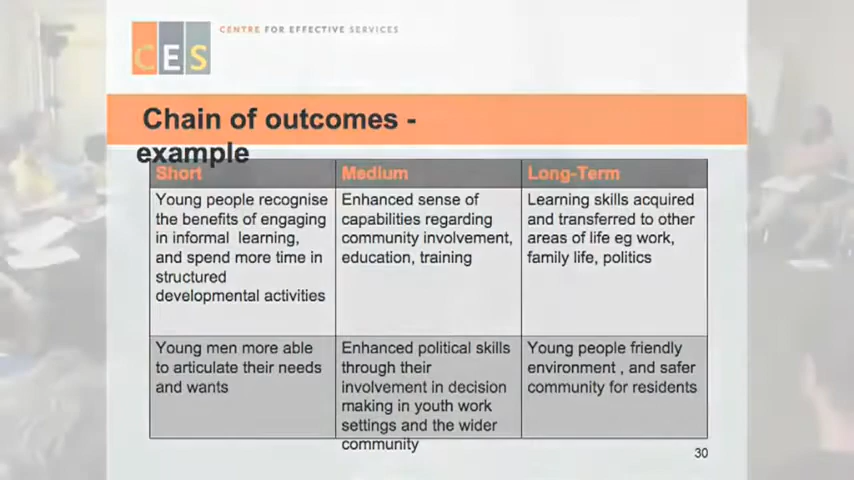 CES
CENTRE FOR EFFECTIVE SERVICES
Chain of outcomes -
example
Short
Young people recognise
the benefits of engaging
in informal learning,
and spend more time in
structured
developmental activities
Medium
Enhanced sense of
capabilities regarding
community involvement,
education, training
Long-Term
Learning skills acquired
and transferred to other
areas of life eg work,
family life, politics
Young men more able
to articulate their needs
and wants
Enhanced political skills
through their
involvement in decision
making in youth work
settings and the wider
community
Young people friendly
environment , and safer
community for residents
30